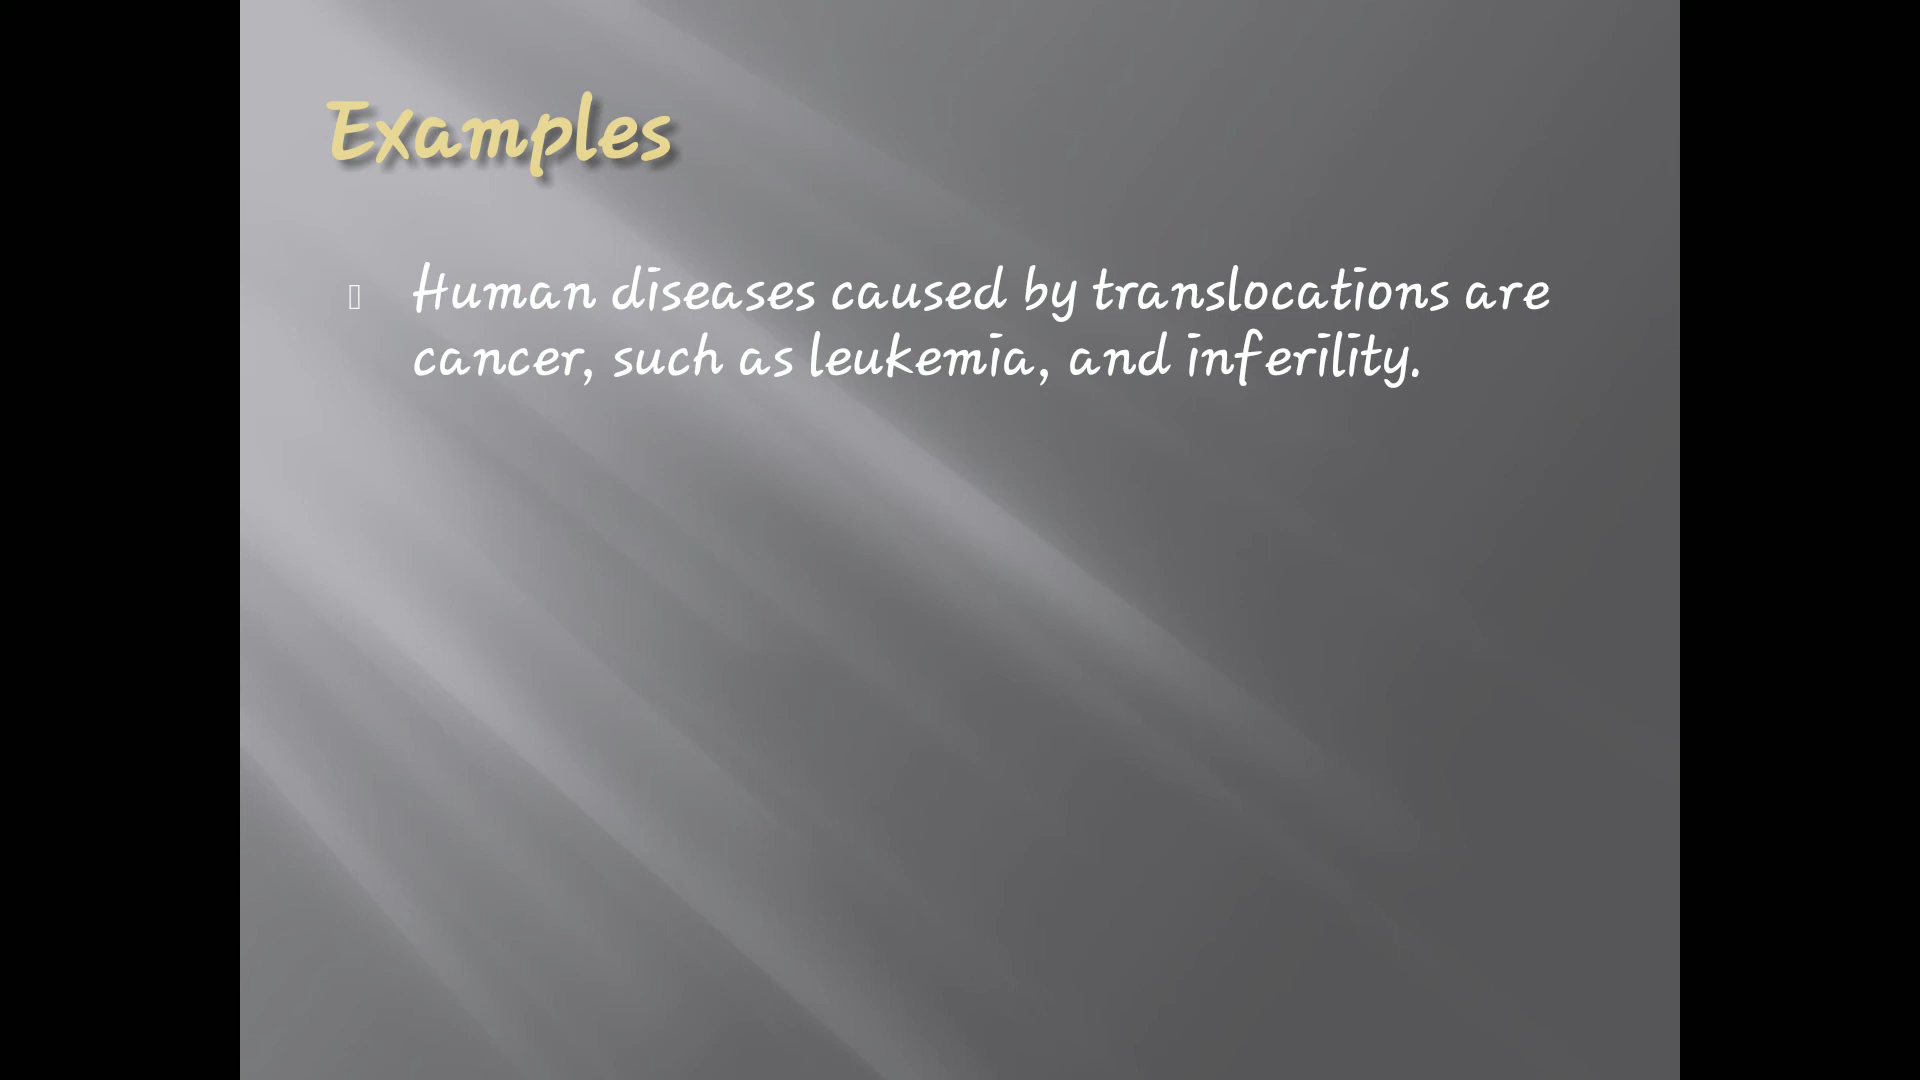 Examples
Human diseases caused by translocations are
cancer, such as leukemia, and inferility.